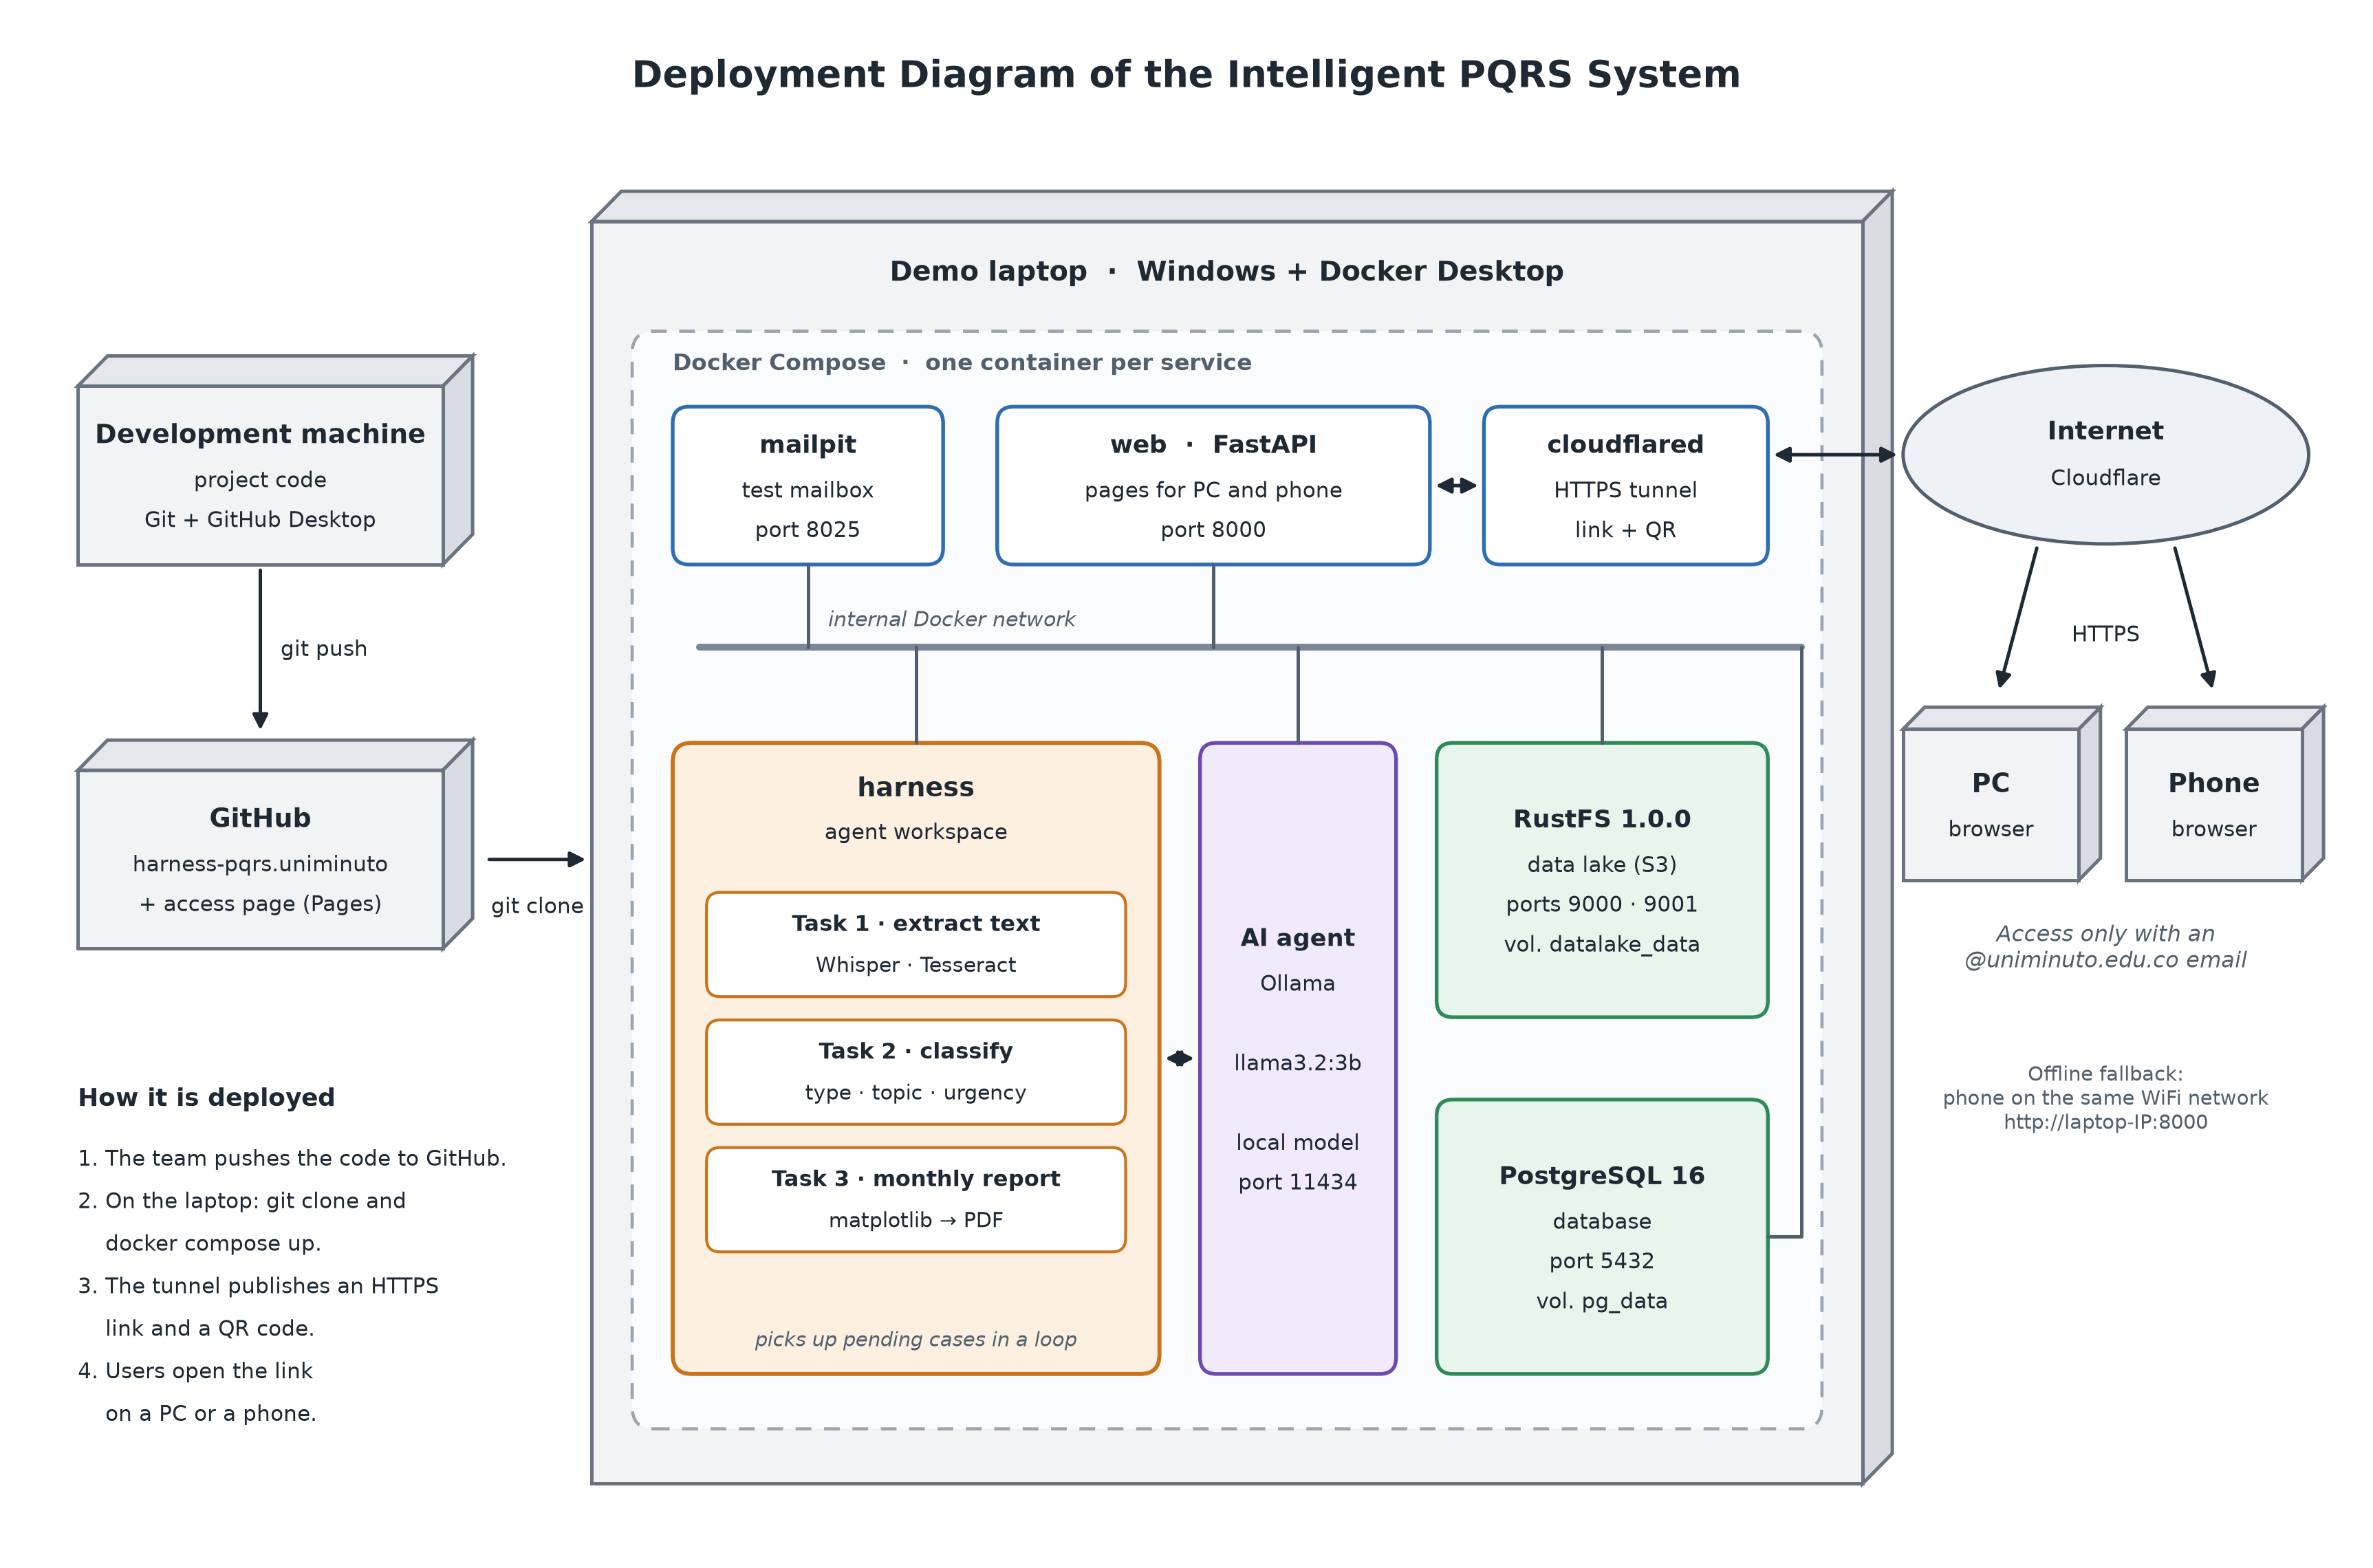 Deployment Diagram of the Intelligent PQRS System
Demo laptop · Windows + Docker Desktop
Docker Compose · one container per service
Development machine
project code
Git + GitHub Desktop
git push
GitHub
harness-pqrs.uniminuto
+ access page (Pages)
git clone
How it is deployed
1. The team pushes the code to GitHub.
2. On the laptop: git clone and
docker compose up.
3. The tunnel publishes an HTTPS
link and a QR code.
4. Users open the link
on a PC or a phone.
mailpit
test mailbox
port 8025
web · FastAPI
pages for PC and phone
port 8000
cloudflared
HTTPS tunnel
link + QR
internal Docker network
harness
agent workspace
Task 1 · extract text
Whisper · Tesseract
Task 2 · classify
type · topic · urgency
Task 3 · monthly report
matplotlib → PDF
picks up pending cases in a loop
AI agent
Ollama
llama3.2:3b
local model
port 11434
RustFS 1.0.0
data lake (S3)
ports 9000 · 9001
vol. datalake_data
PostgreSQL 16
database
port 5432
vol. pg_data
Internet
Cloudflare
HTTPS
PC
browser
Phone
browser
Access only with an
@uniminuto.edu.co email
Offline fallback:
phone on the same WiFi network
http://laptop-IP:8000